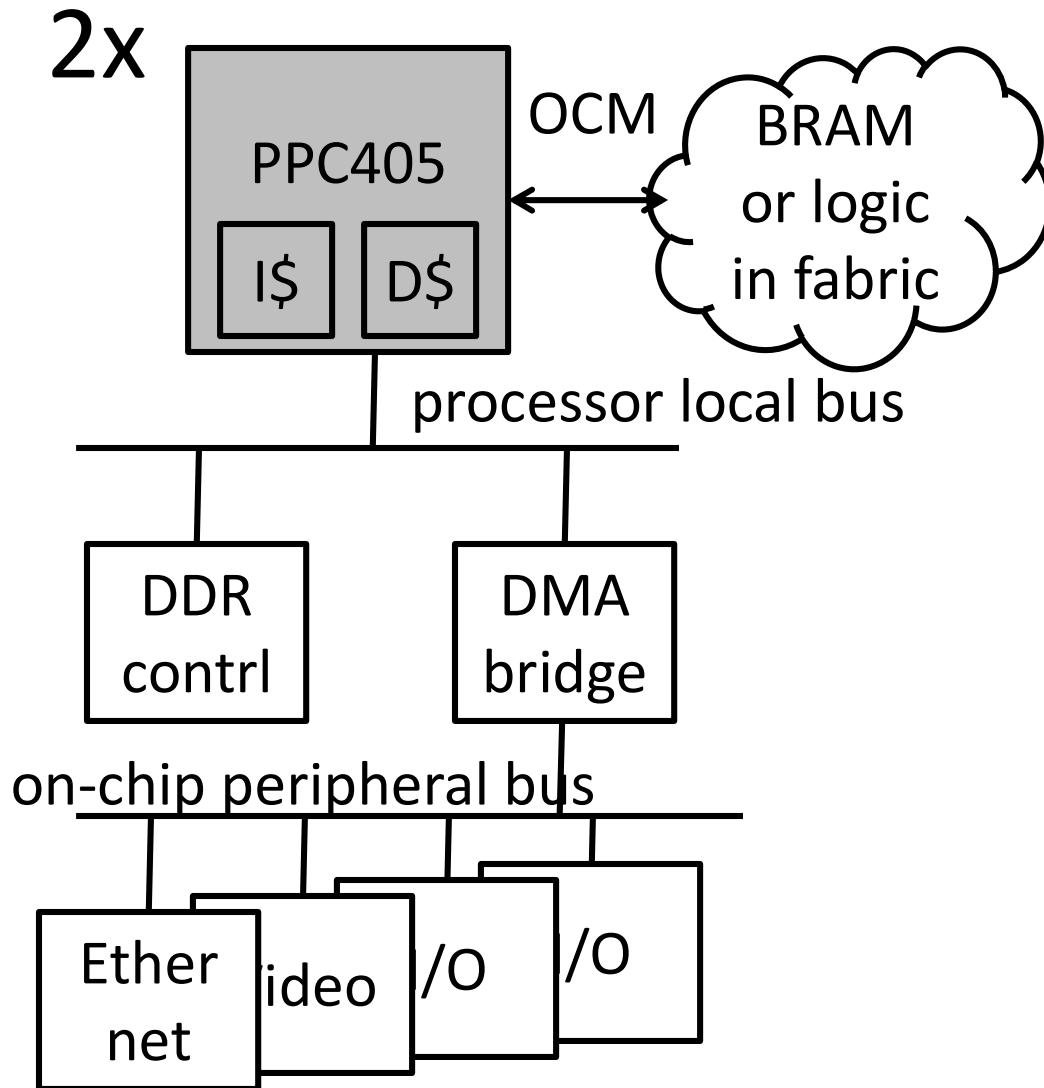 2x
PPC405
I$
D$
OCM
BRAM
or logic
in fabric
processor local bus
DDR
contrl
DMA
bridge
on-chip peripheral bus
Ether
net
ideo
I/O
/O